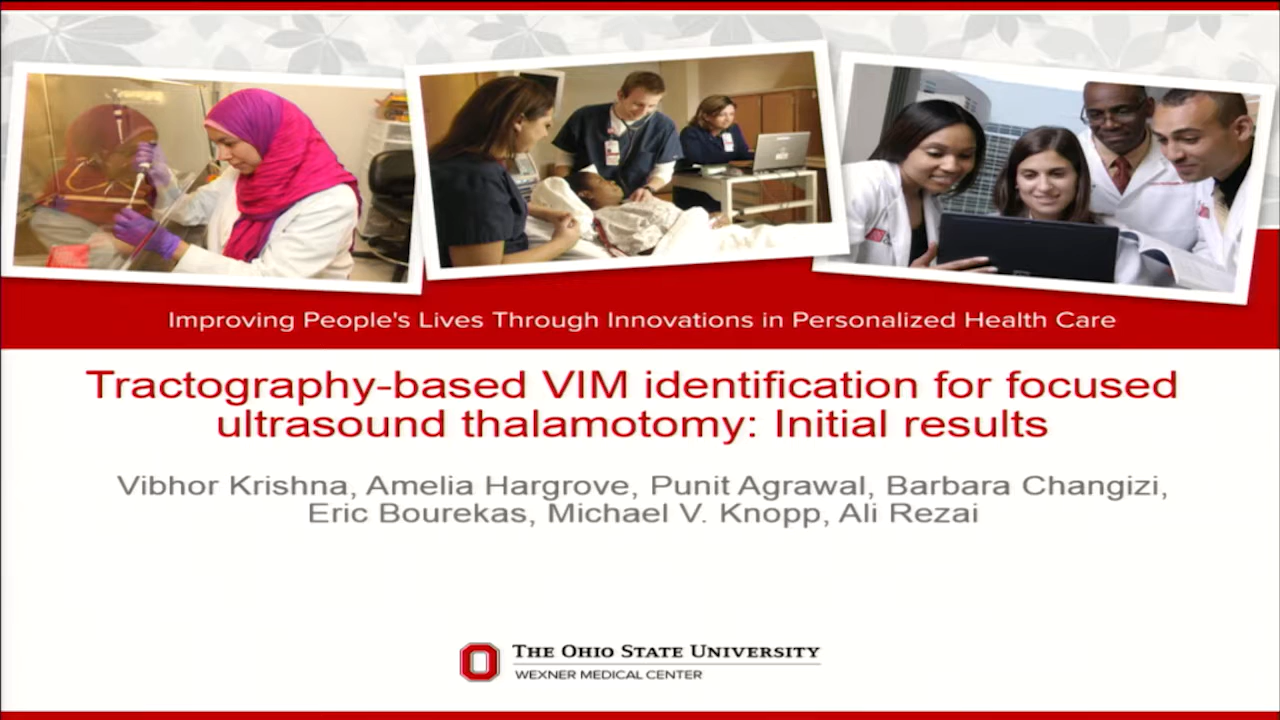 Improving People's Lives Through Innovations in Personalized Health Care
Tractography-based VIM identification for focused
ultrasound thalamotomy: Initial results
Vibhor Krishna, Amelia Hargrove, Punit Agrawal, Barbara Changizi,
Eric Bourekas, Michael V. Knopp, Ali Rezai
THE OHIO STATE UNIVERSITY
WEXNER MEDICAL CENTER